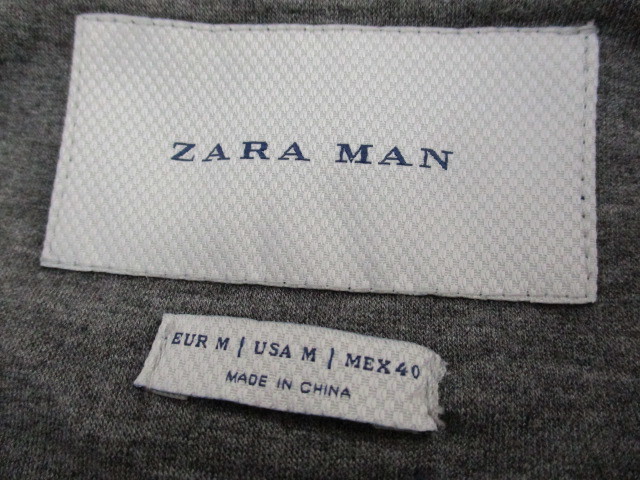 ZARA MAN
EUR M | USA M | MEX 40
MADE IN CHINA